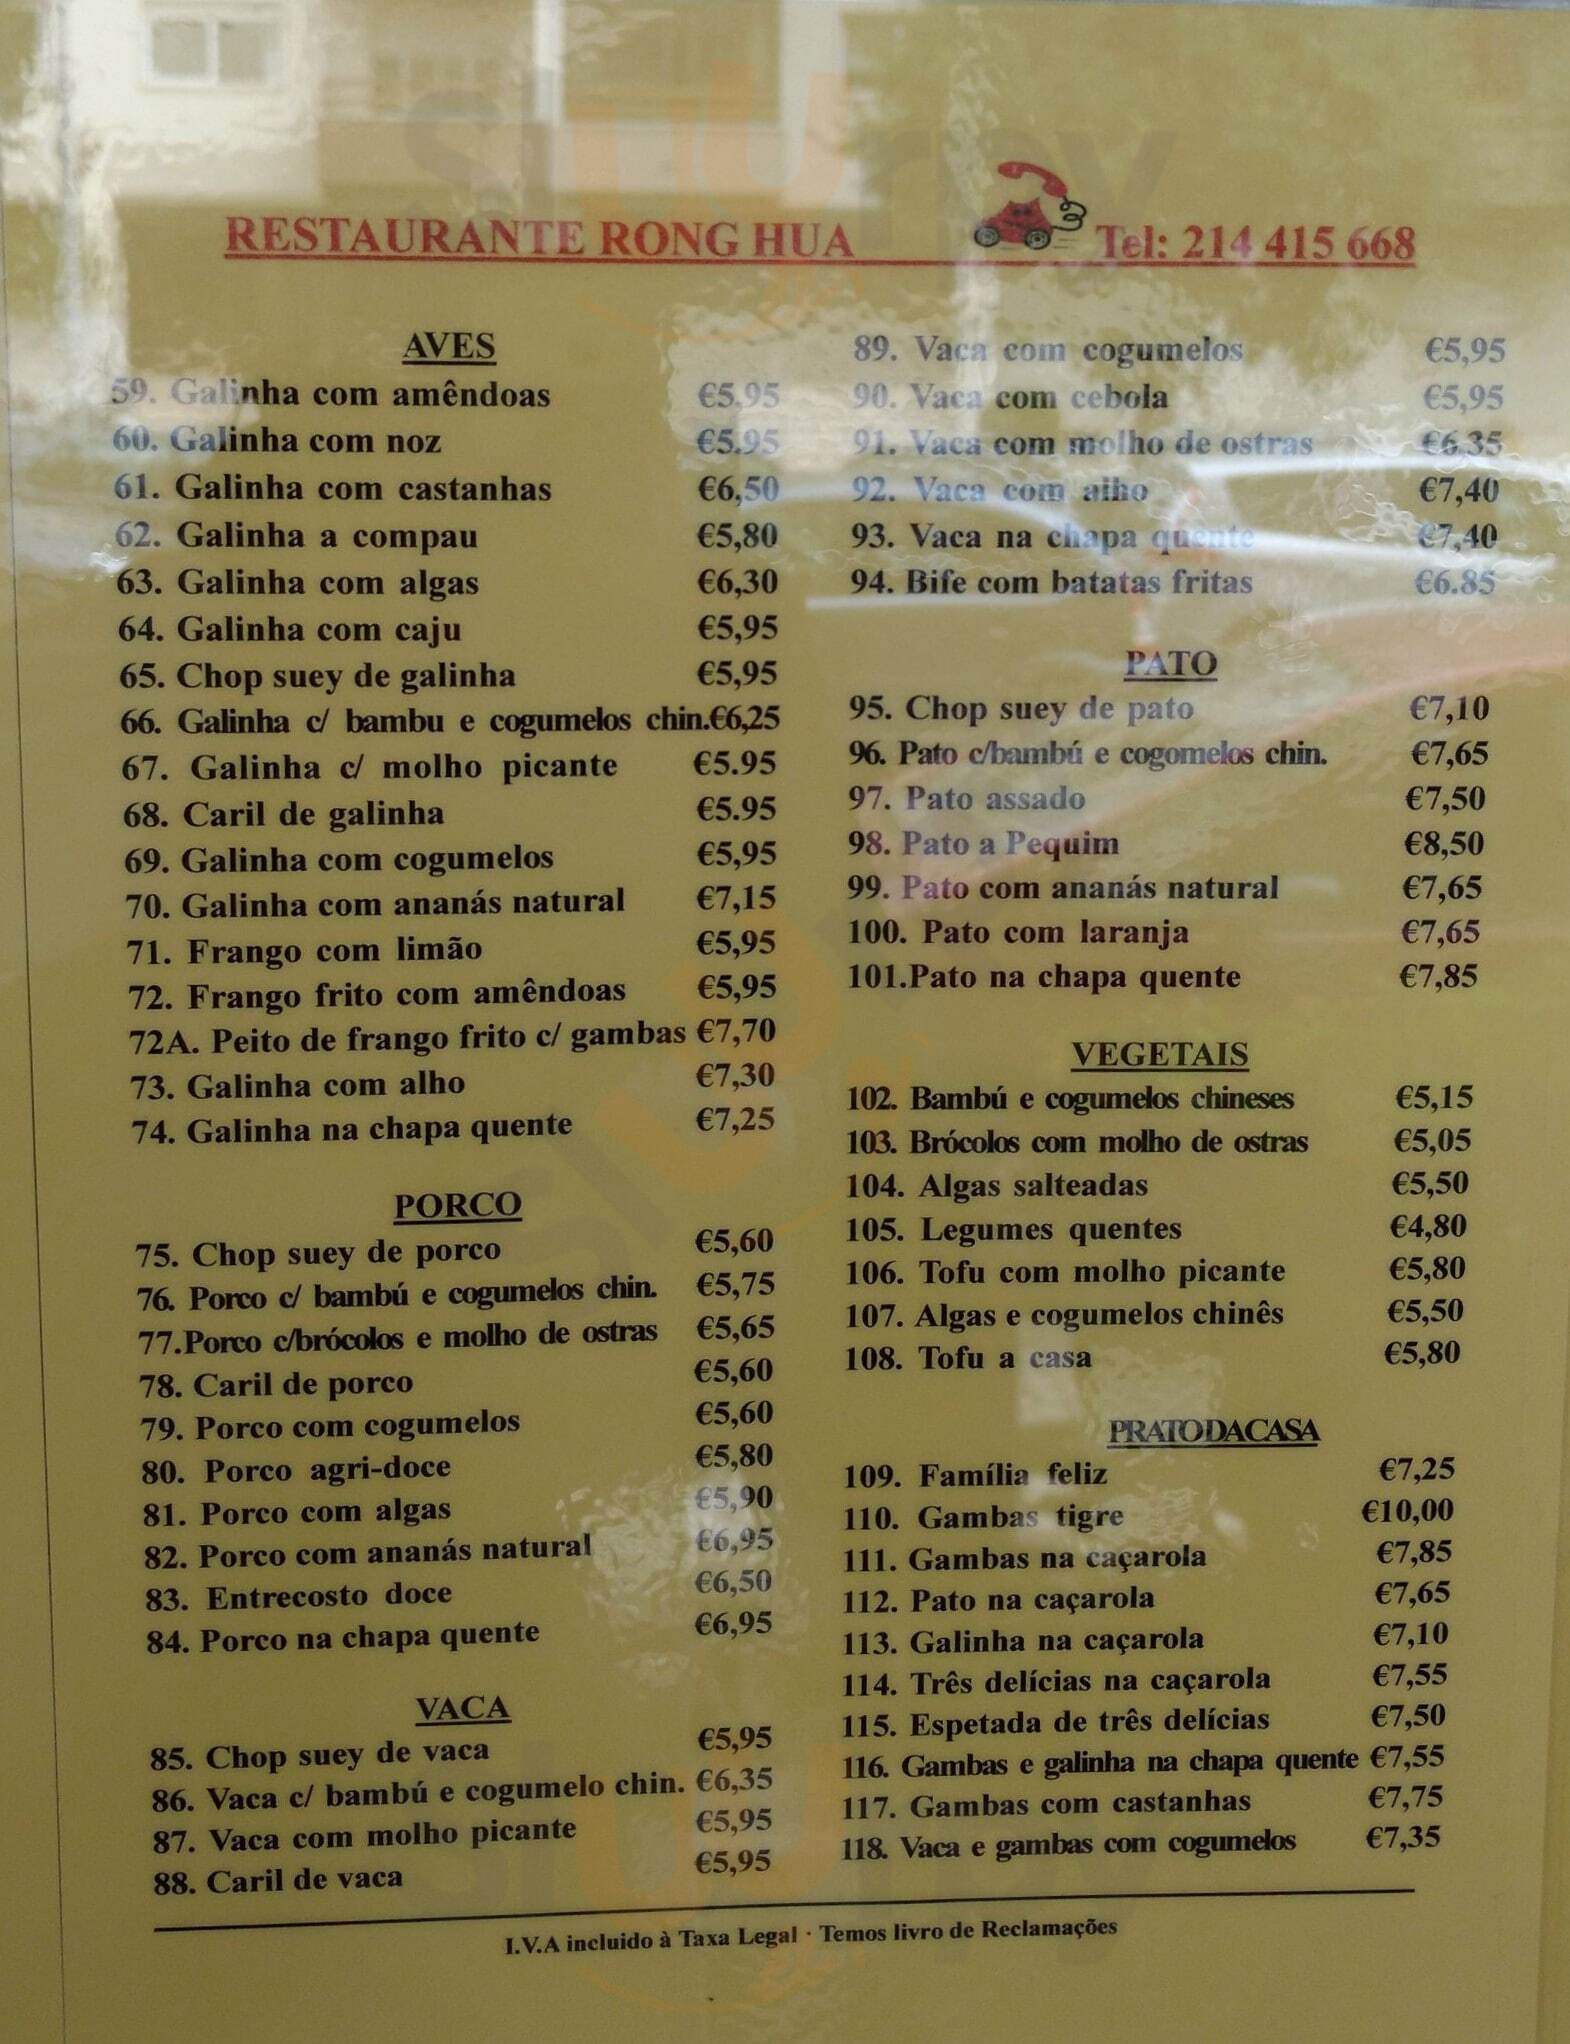 RESTAURANTE RONG HUA Tel: 214 415 668
AVES
59. Galinha com amêndoas €5.95
60. Galinha com noz €5.95
61. Galinha com castanhas €6,50
62. Galinha a compau €5,80
63. Galinha com algas €6,30
64. Galinha com caju €5,95
65. Chop suey de galinha €5,95
66. Galinha c/ bambu e cogumelos chin.€6,25
67. Galinha c/ molho picante €5.95
68. Caril de galinha €5.95
69. Galinha com cogumelos €5,95
70. Galinha com ananás natural €7,15
71. Frango com limão €5,95
72. Frango frito com amêndoas €5,95
72A. Peito de frango frito c/ gambas €7,70
73. Galinha com alho €7,30
74. Galinha na chapa quente €7,25
PORCO
75. Chop suey de porco €5,60
76. Porco c/ bambú e cogumelos chin. €5,75
77.Porco c/brócolos e molho de ostras €5,65
78. Caril de porco €5,60
79. Porco com cogumelos €5,60
80. Porco agri-doce €5,80
81. Porco com algas €5,90
82. Porco com ananás natural €6,95
83. Entrecosto doce €6,50
84. Porco na chapa quente €6,95
VACA
85. Chop suey de vaca €5,95
86. Vaca c/ bambú e cogumelo chin. €6,35
87. Vaca com molho picante €5,95
88. Caril de vaca €5,95
89. Vaca com cogumelos €5,95
90. Vaca com cebola €5,95
91. Vaca com molho de ostras €6.35
92. Vaca com alho €7,40
93. Vaca na chapa quente €7,40
94. Bife com batatas fritas €6.85
PATO
95. Chop suey de pato €7,10
96. Pato c/bambú e cogomelos chin. €7,65
97. Pato assado €7,50
98. Pato a Pequim €8,50
99. Pato com ananás natural €7,65
100. Pato com laranja €7,65
101.Pato na chapa quente €7,85
VEGETAIS
102. Bambú e cogumelos chineses €5,15
103. Brócolos com molho de ostras €5,05
104. Algas salteadas €5,50
105. Legumes quentes €4,80
106. Tofu com molho picante €5,80
107. Algas e cogumelos chinês €5,50
108. Tofu a casa €5,80
PRATO DA CASA
109. Família feliz €7,25
110. Gambas tigre €10,00
111. Gambas na caçarola €7,85
112. Pato na caçarola €7,65
113. Galinha na caçarola €7,10
114. Três delícias na caçarola €7,55
115. Espetada de três delícias €7,50
116. Gambas e galinha na chapa quente €7,55
117. Gambas com castanhas €7,75
118. Vaca e gambas com cogumelos €7,35
I.V.A incluido à Taxa Legal · Temos livro de Reclamações